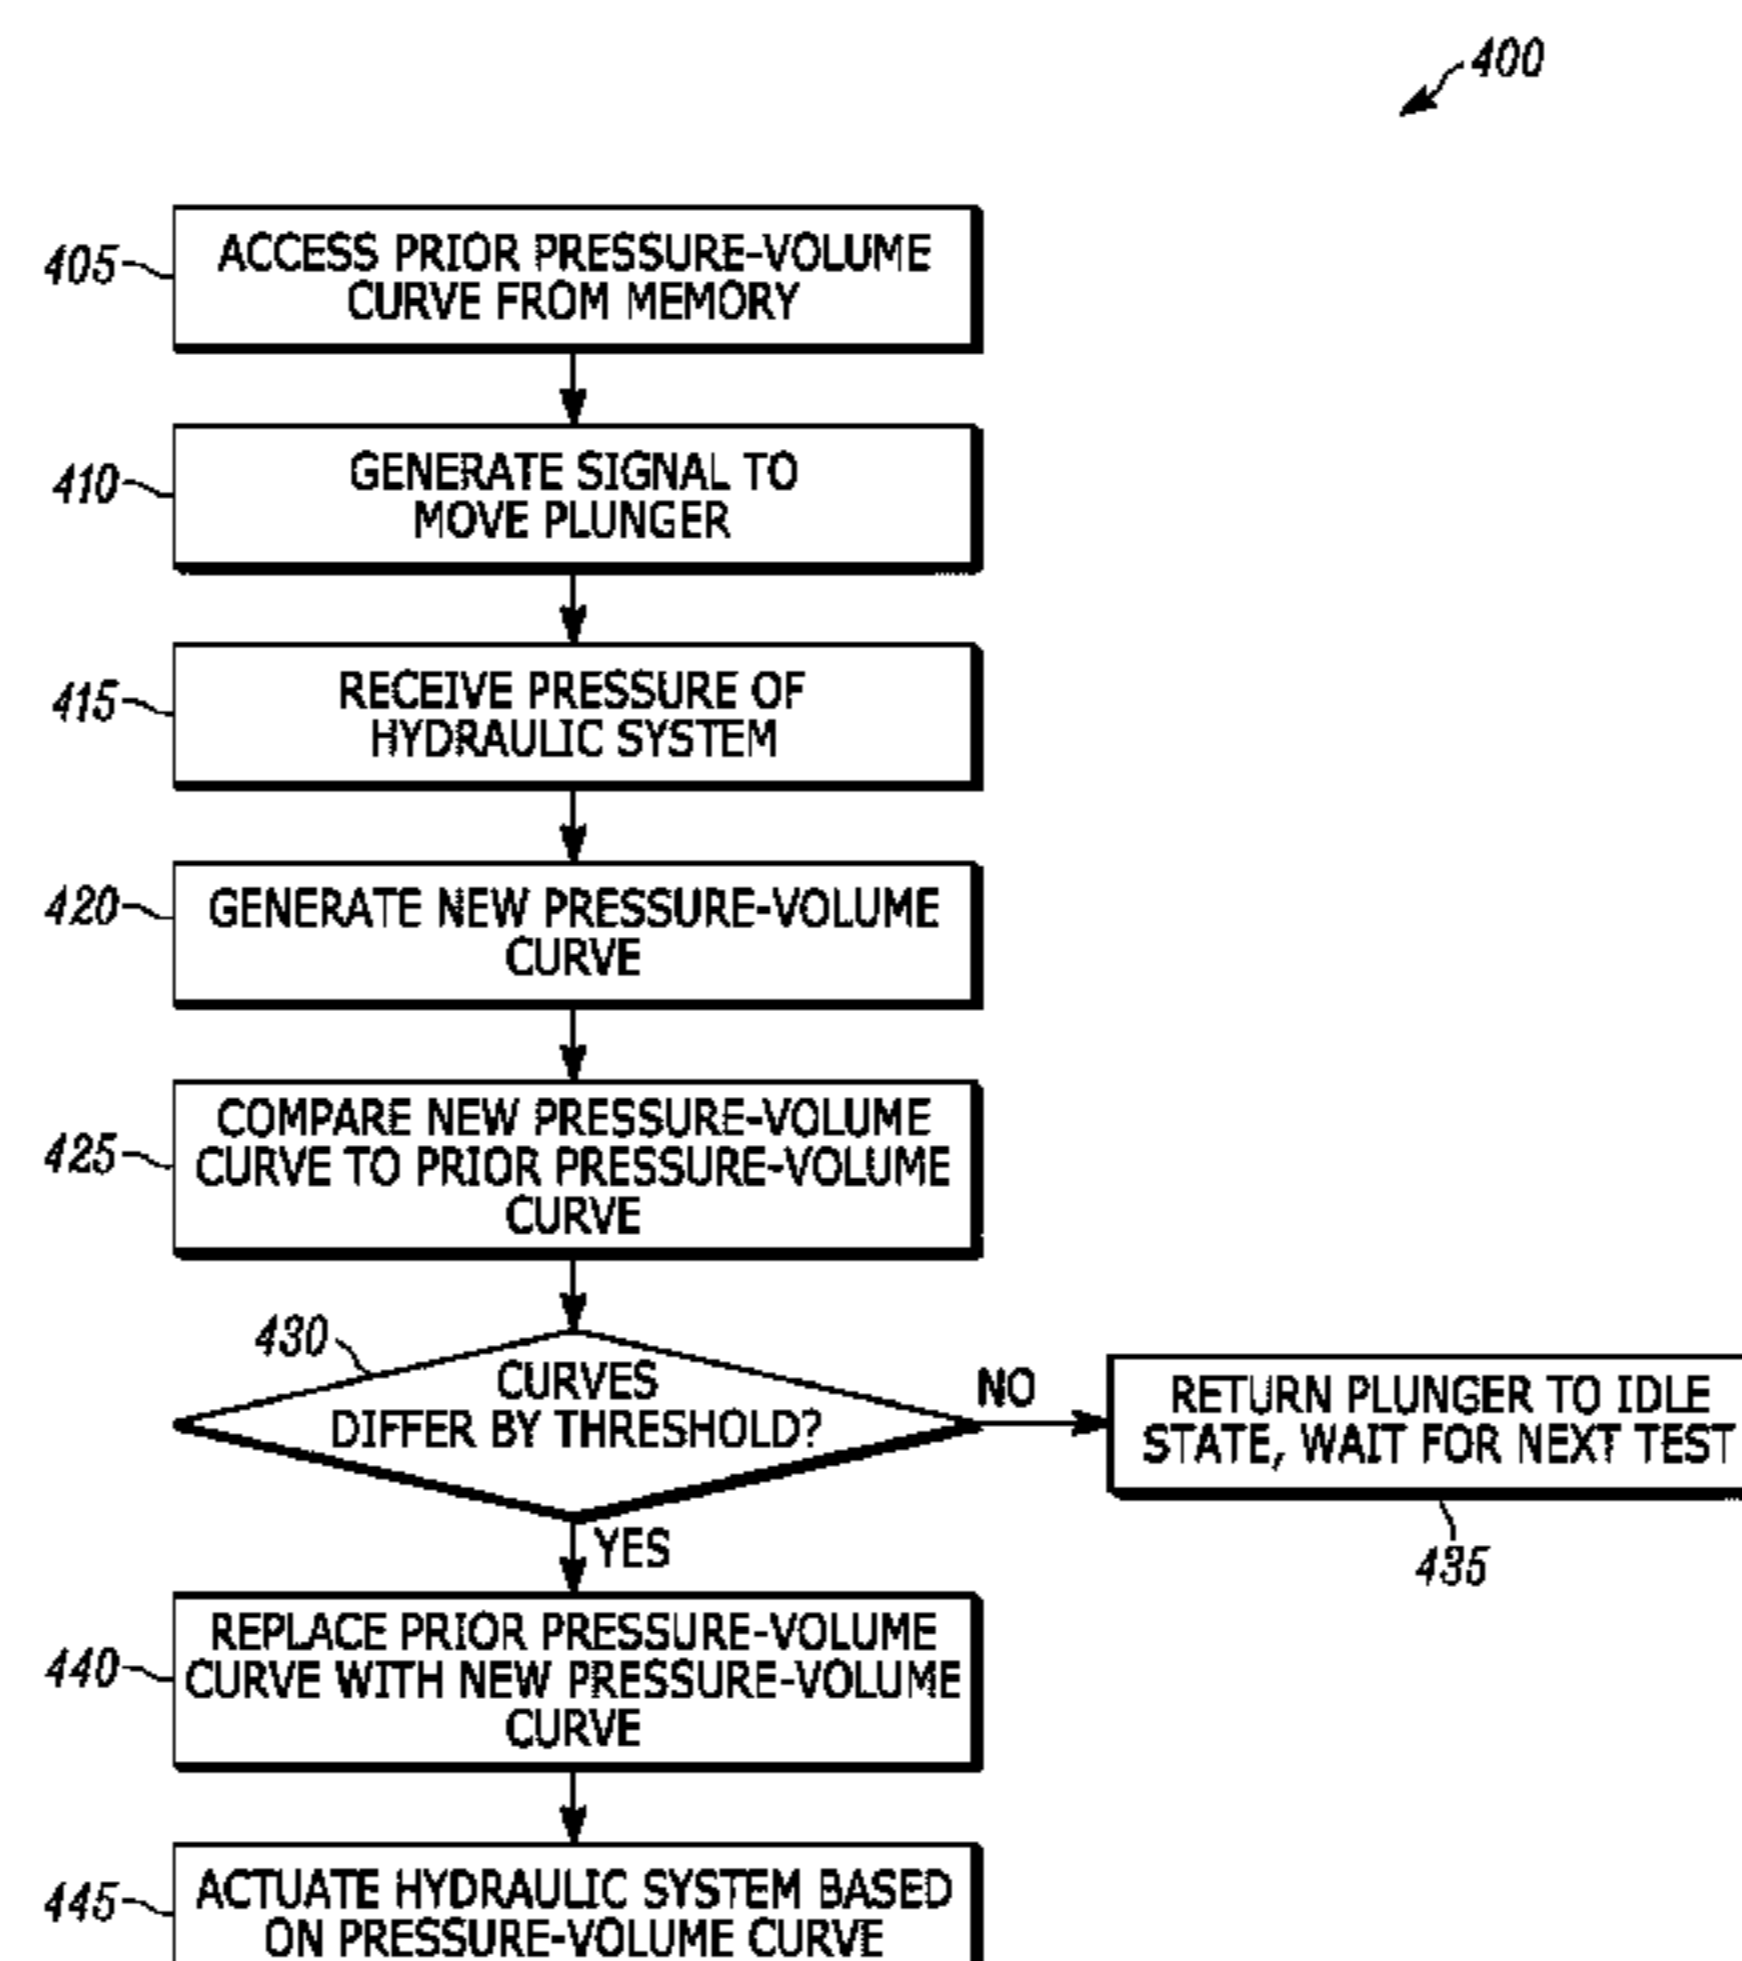 400
405
ACCESS PRIOR PRESSURE-VOLUME
CURVE FROM MEMORY
410
GENERATE SIGNAL TO
MOVE PLUNGER
415
RECEIVE PRESSURE OF
HYDRAULIC SYSTEM
420
GENERATE NEW PRESSURE-VOLUME
CURVE
425
COMPARE NEW PRESSURE-VOLUME
CURVE TO PRIOR PRESSURE-VOLUME
CURVE
430
CURVES
DIFFER BY THRESHOLD?
NO
RETURN PLUNGER TO IDLE
STATE, WAIT FOR NEXT TEST
435
YES
440
REPLACE PRIOR PRESSURE-VOLUME
CURVE WITH NEW PRESSURE-VOLUME
CURVE
445
ACTUATE HYDRAULIC SYSTEM BASED
ON PRESSURE-VOLUME CURVE